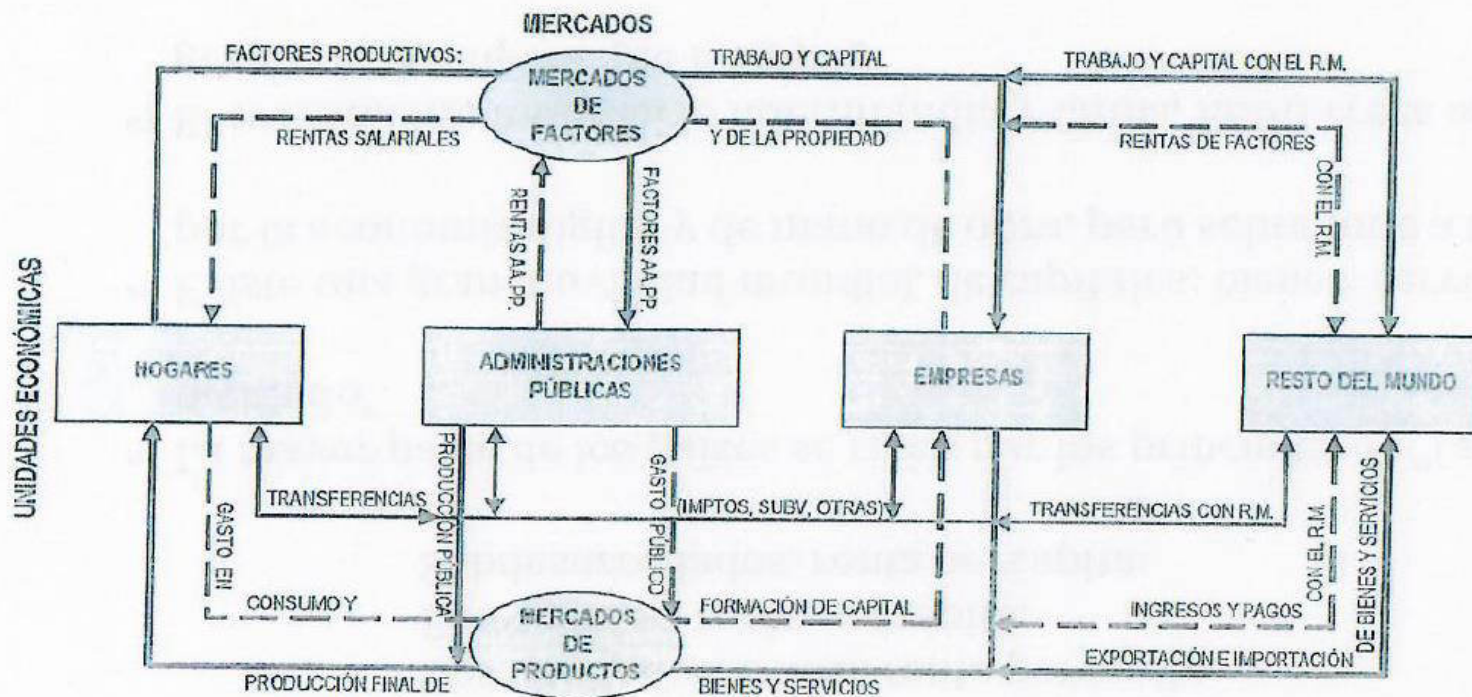 MERCADOS
FACTORES PRODUCTIVOS:
MERCADOS
DE
FACTORES
TRABAJO Y CAPITAL
TRABAJO Y CAPITAL CON EL R.M.
RENTAS SALARIALES
Y DE LA PROPIEDAD
RENTAS DE FACTORES
CON EL R.M.
RENTAS AA.PP.
FACTORES AA.PP.
UNIDADES ECONÓMICAS
HOGARES
ADMINISTRACIONES
PÚBLICAS
EMPRESAS
RESTO DEL MUNDO
TRANSFERENCIAS
(IMPTOS, SUBV, OTRAS)
TRANSFERENCIAS CON R.M.
GASTO EN
PRODUCCIÓN PÚBLICA
GASTO PÚBLICO
CON EL R.M.
DE BIENES Y SERVICIOS
CONSUMO Y
MERCADOS
DE
PRODUCTOS
FORMACIÓN DE CAPITAL
INGRESOS Y PAGOS
EXPORTACIÓN E IMPORTACIÓN
PRODUCCIÓN FINAL DE
BIENES Y SERVICIOS